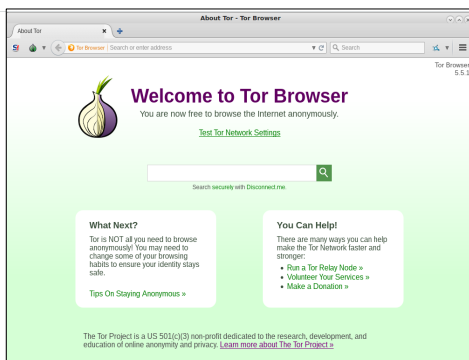 About Tor - Tor Browser
About Tor
Tor Browser Search or enter address
Search
Tor Browser
5.5.1
Welcome to Tor Browser
You are now free to browse the Internet anonymously.
Test Tor Network Settings
Search securely with Disconnect.me.
What Next?
Tor is NOT all you need to browse
anonymously! You may need to
change some of your browsing
habits to ensure your identity stays
safe.
Tips On Staying Anonymous »
You Can Help!
There are many ways you can help
make the Tor Network faster and
stronger:
Run a Tor Relay Node »
Volunteer Your Services »
Make a Donation »
The Tor Project is a US 501(c)(3) non-profit dedicated to the research, development, and
education of online anonymity and privacy. Learn more about The Tor Project »